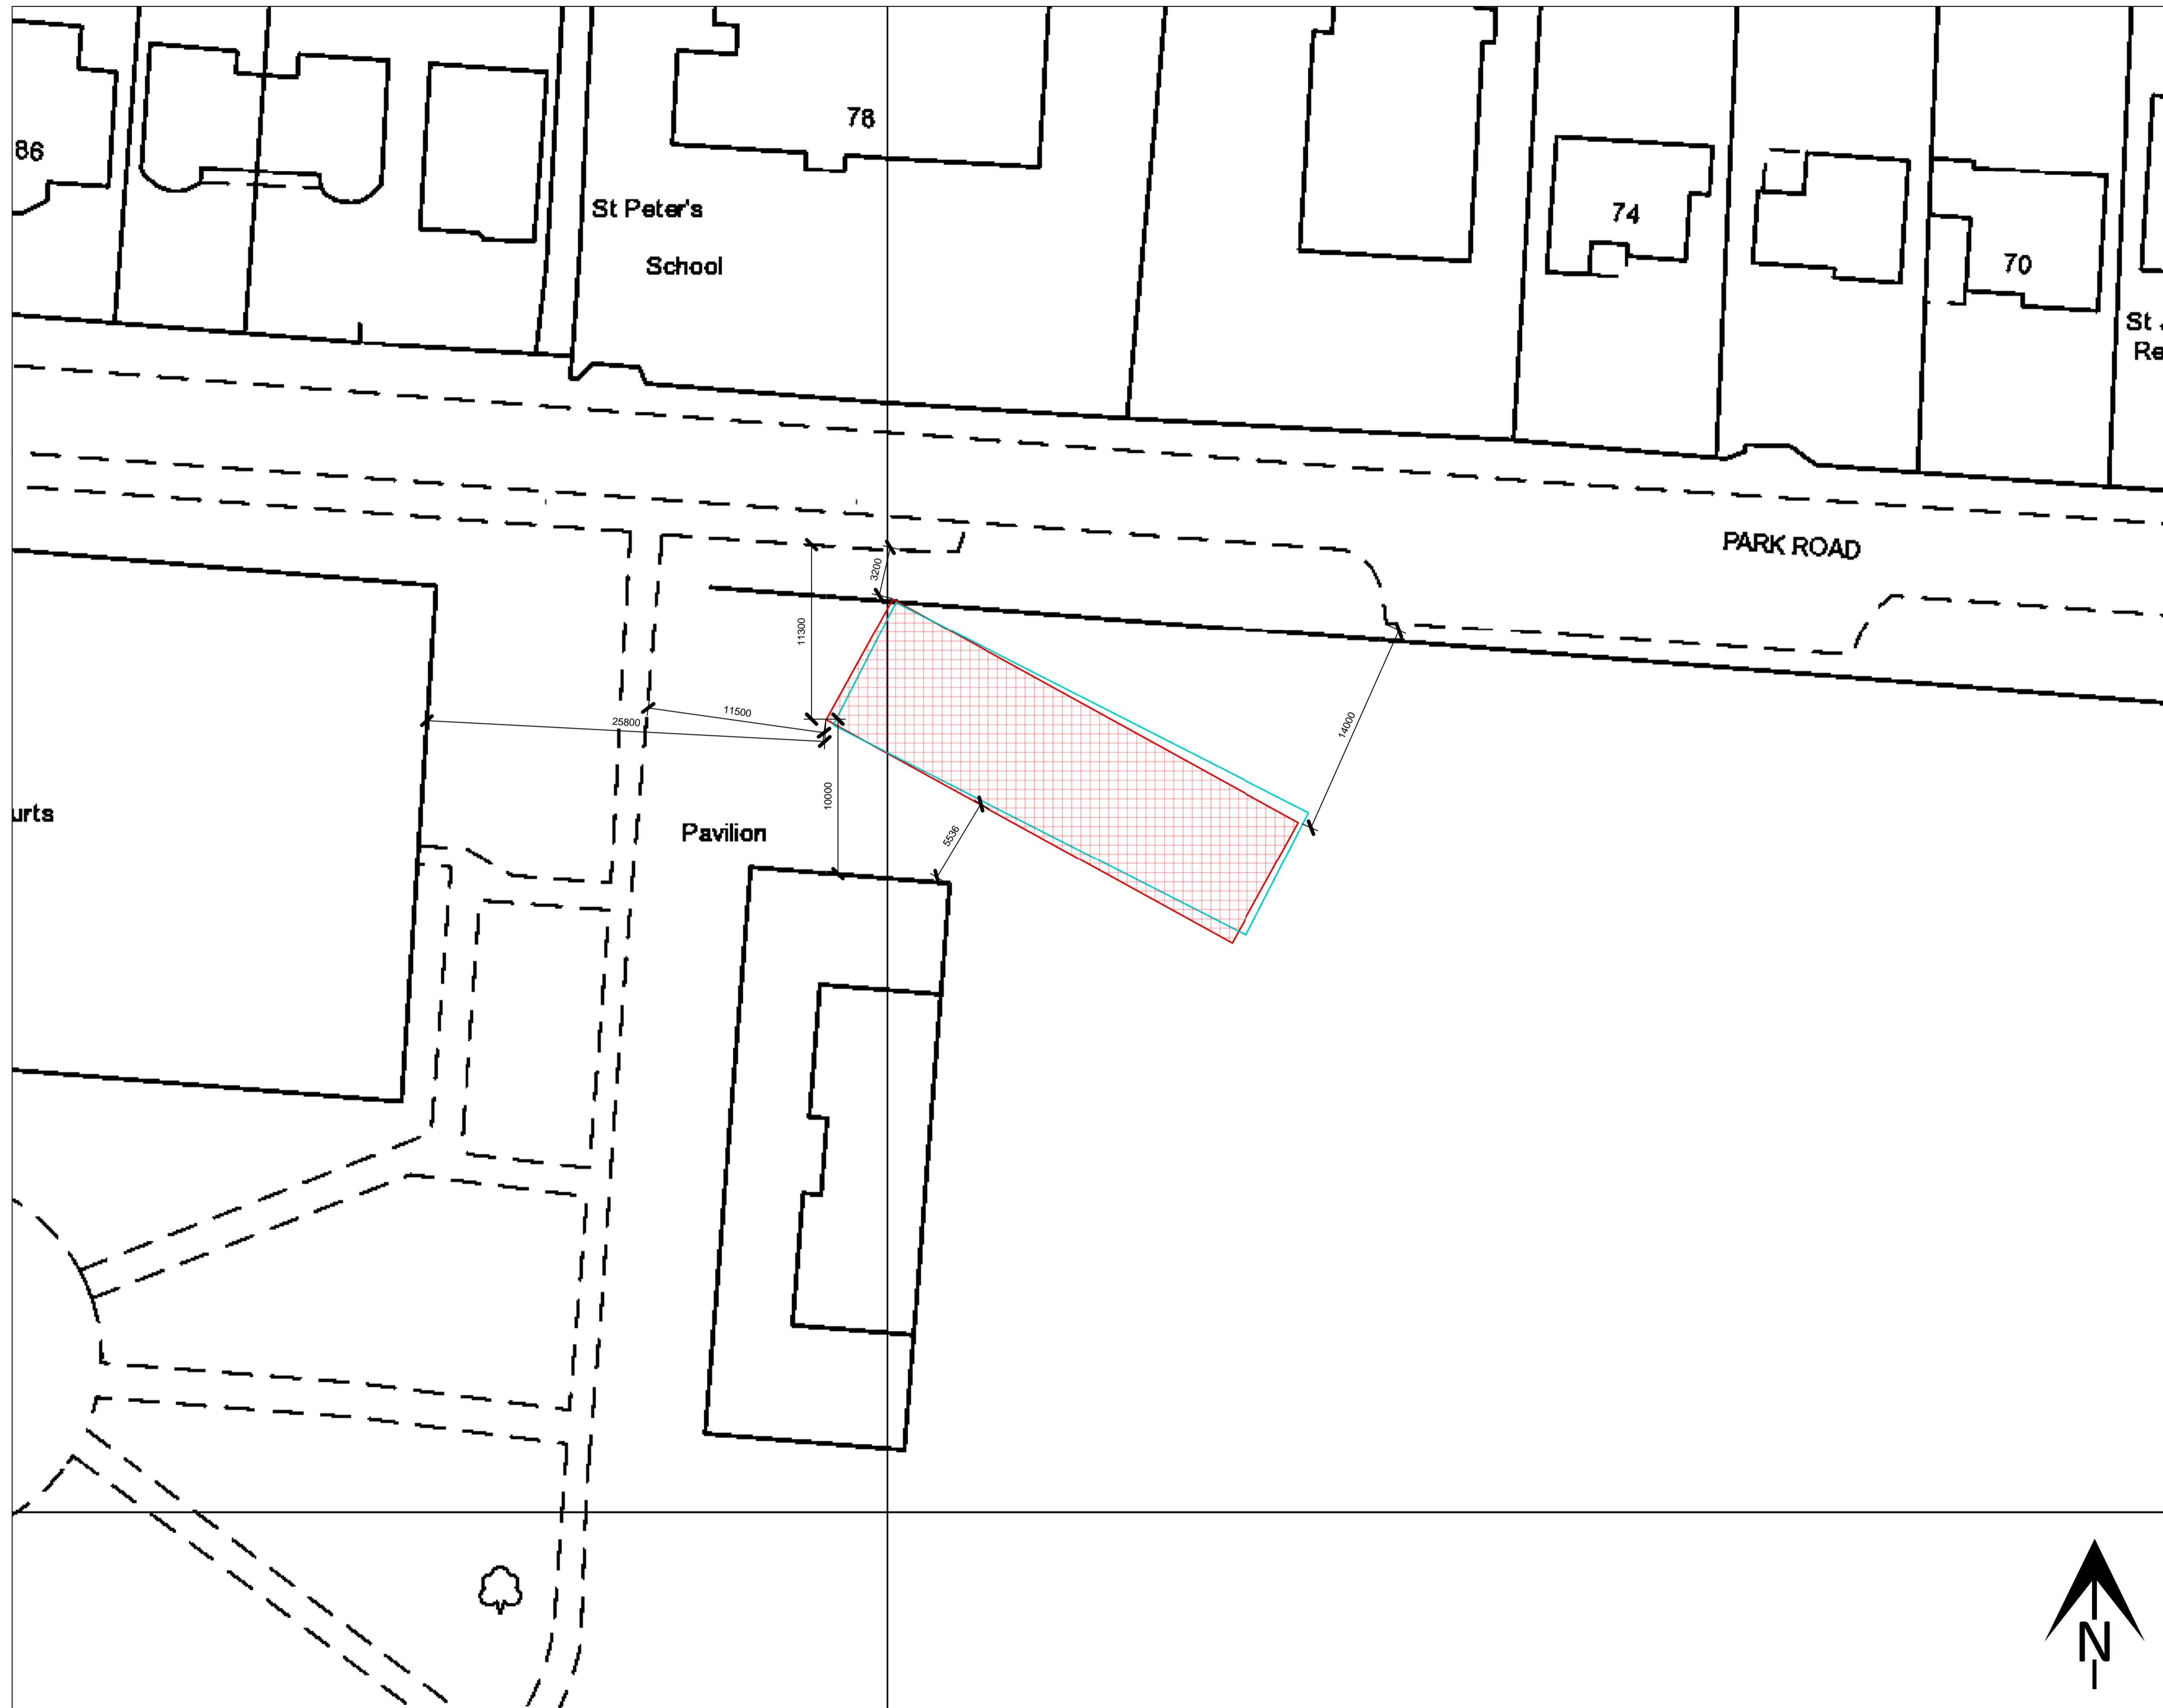 78
86
St Peter's
74
School
70
St
Re
PARK ROAD
3200
11300
11500
25800
14000
10000
urts
Pavilion
5536
N